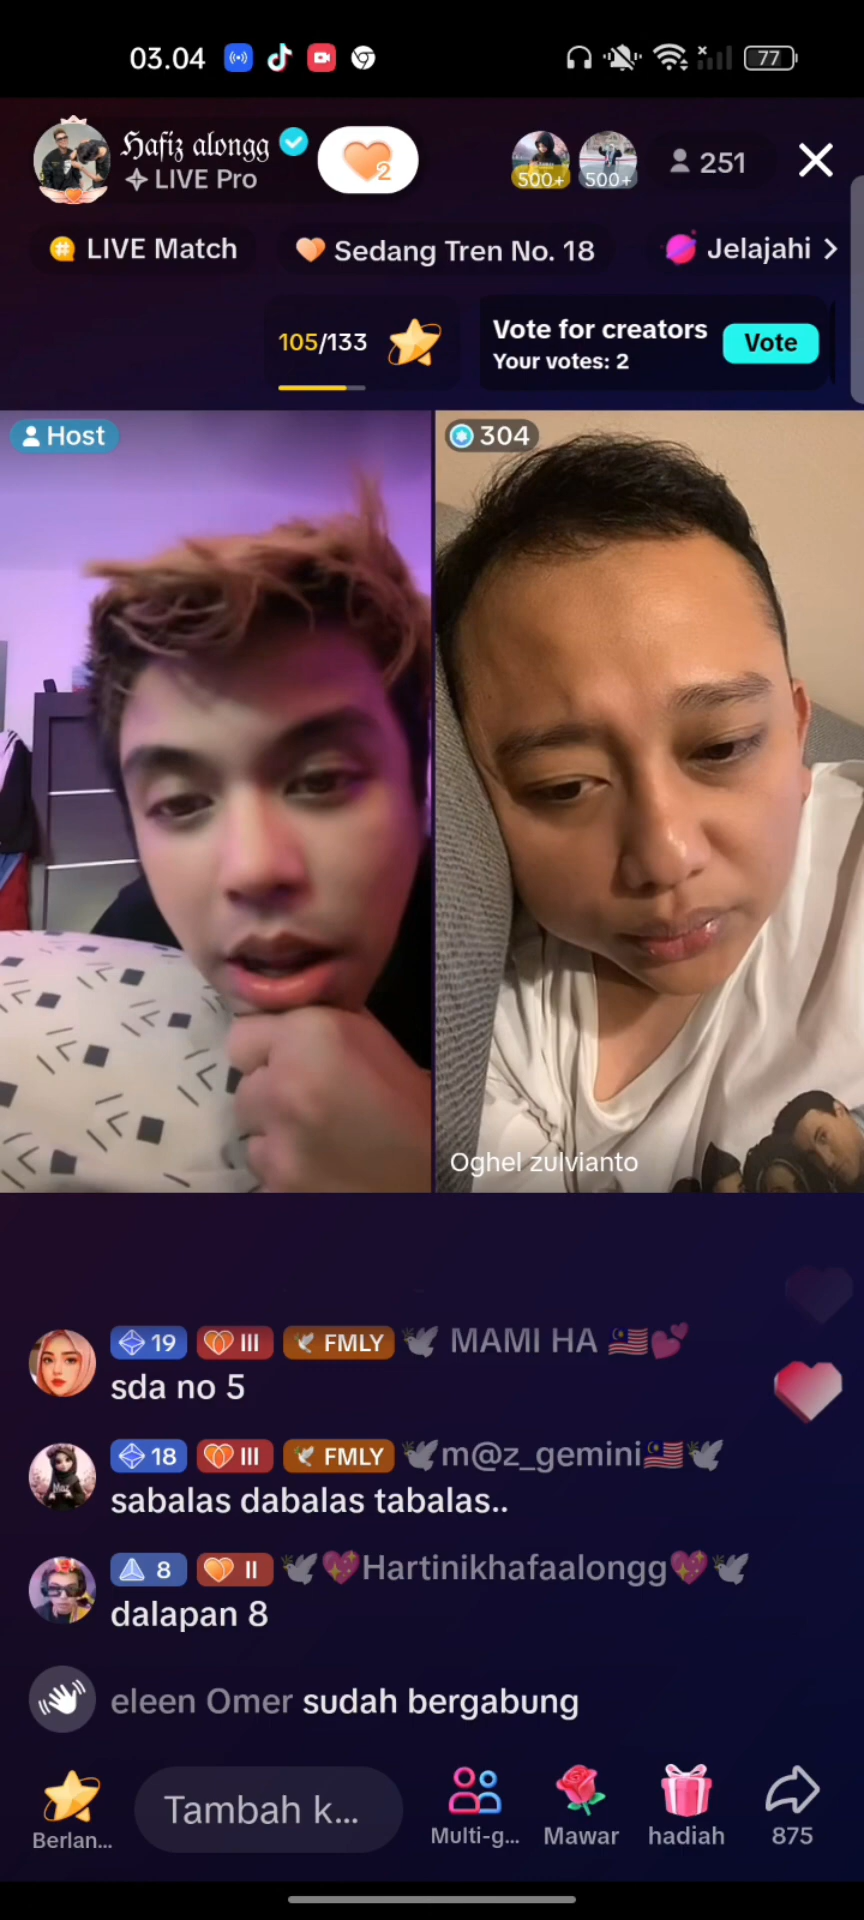 03.04
77
Hafiz alongg
LIVE Pro
2
500+
500+
251
LIVE Match
Sedang Tren No. 18
Jelajahi
105/133
Vote for creators
Your votes: 2
Vote
Host
304
Oghel zulvianto
19 III FMLY 🕊 MAMI HA 🇲🇾💕
sda no 5
18 III FMLY 🕊m@z_gemini🇲🇾🕊
sabalas dabalas tabalas..
8 II 🕊💖Hartinikhafaalongg💖🕊
dalapan 8
eleen Omer sudah bergabung
Berlan...
Tambah k...
Multi-g...
Mawar
hadiah
875